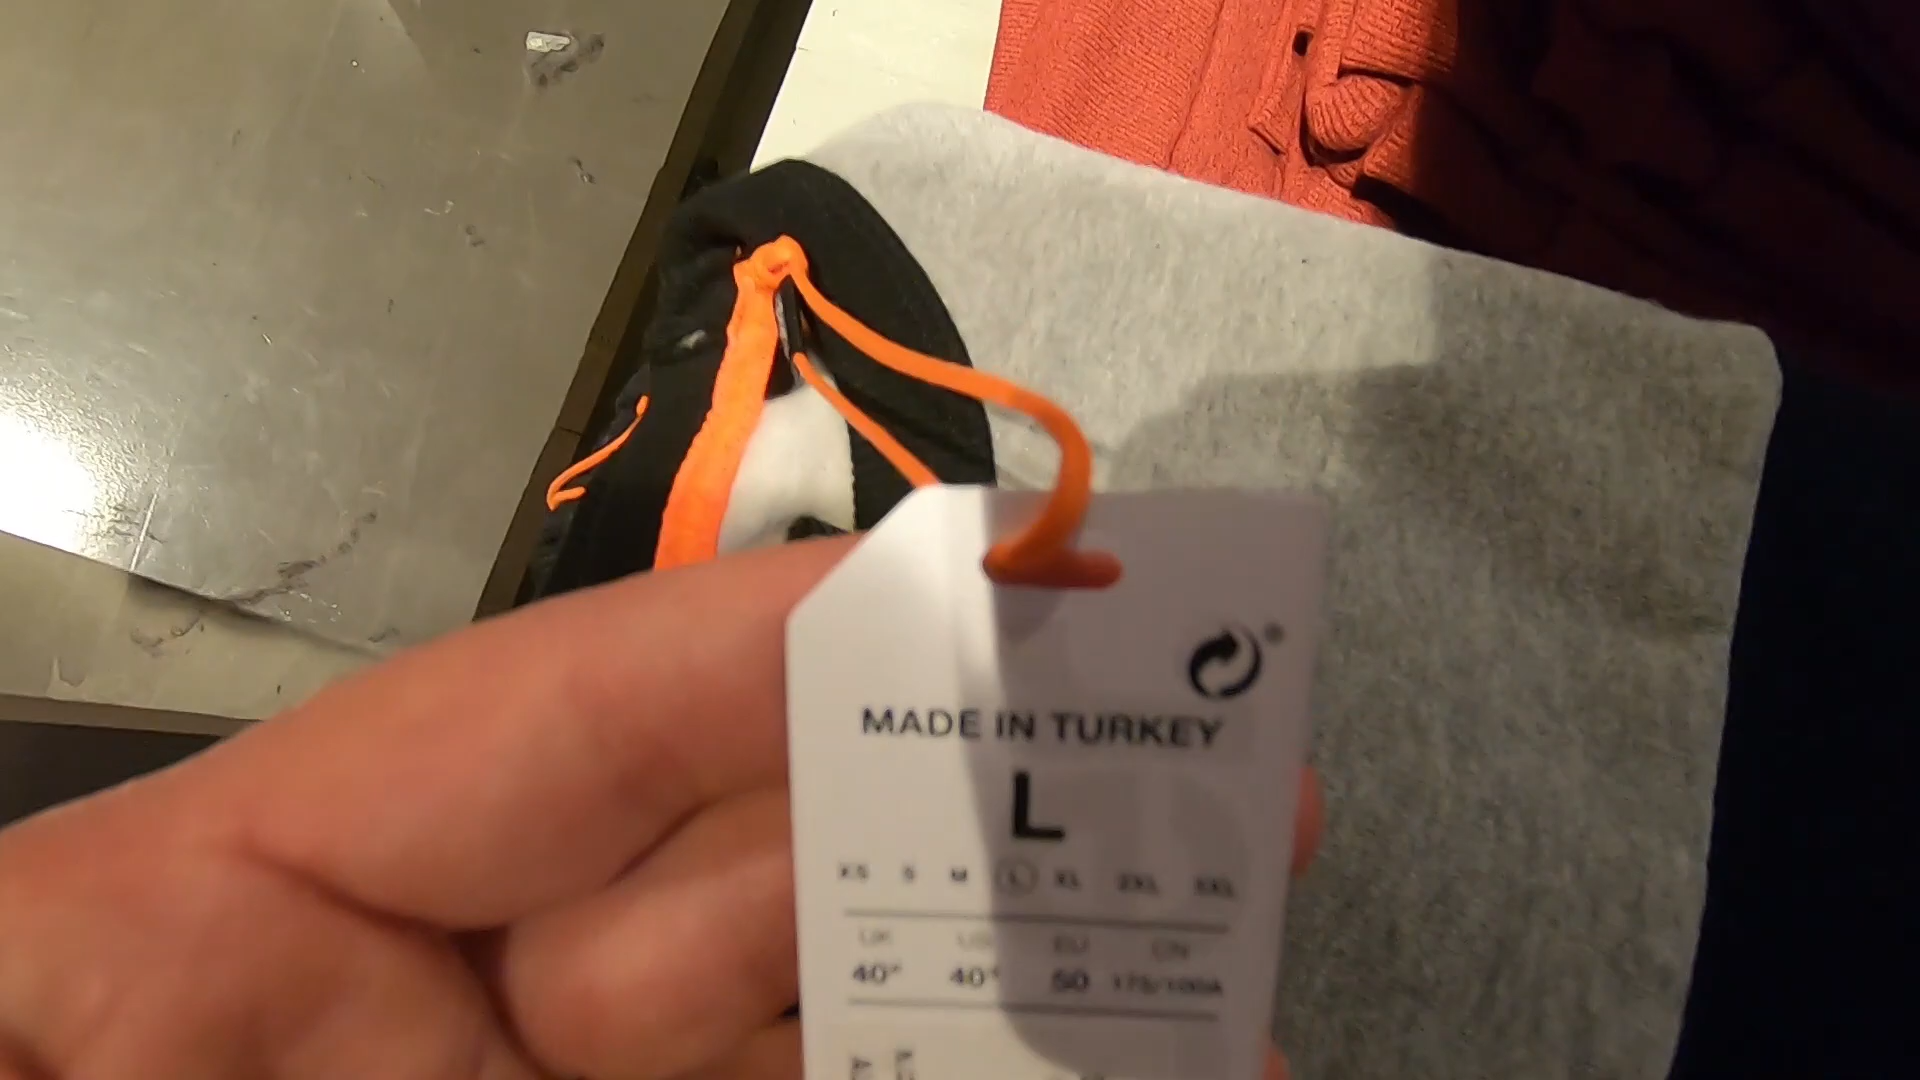 MADE IN TURKEY
L
XS S M L XL 2XL 3XL
UK US EU CN
40" 40" 50 175/100A